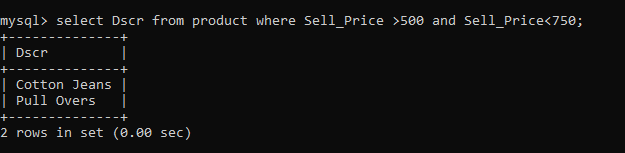 mysql> select Dscr from product where Sell_Price >500 and Sell_Price<750;
+--------------+
| Dscr         |
+--------------+
| Cotton Jeans |
| Pull Overs   |
+--------------+
2 rows in set (0.00 sec)